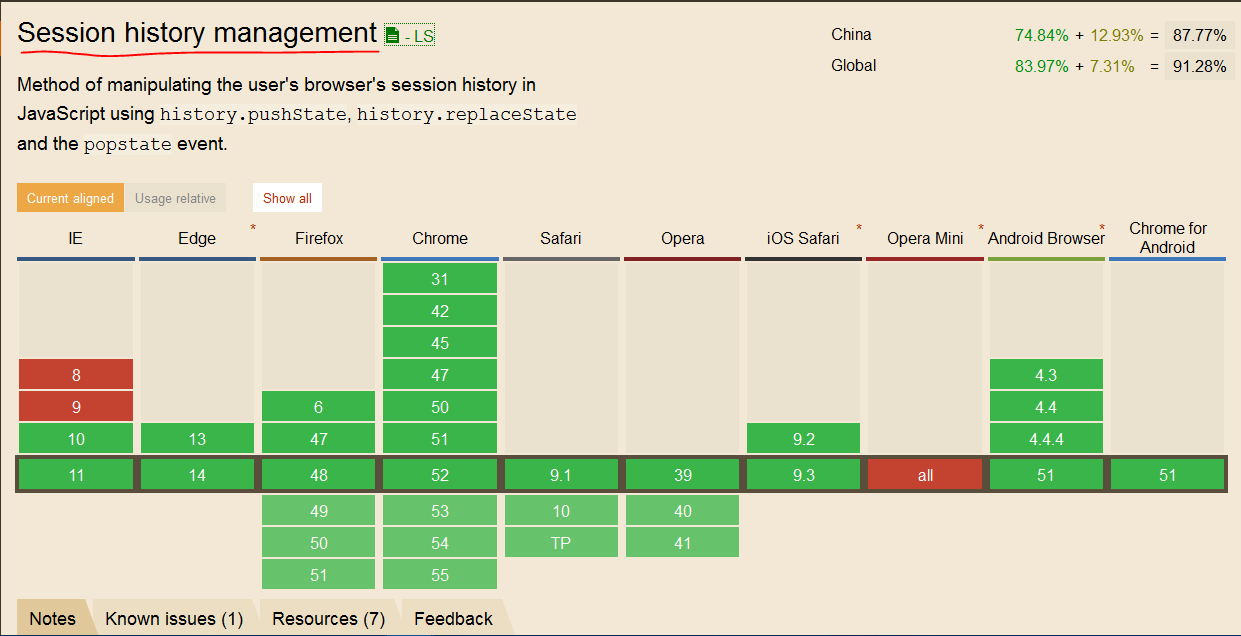 Session history management - LS
China 74.84% + 12.93% = 87.77%
Global 83.97% + 7.31% = 91.28%
Method of manipulating the user's browser's session history in
JavaScript using history.pushState, history.replaceState
and the popstate event.
Current aligned Usage relative Show all
IE Edge * Firefox Chrome Safari Opera iOS Safari * Opera Mini * Android Browser * Chrome for
Android
31
42
45
8 47 4.3
9 6 50 4.4
10 13 47 51 9.2 4.4.4
11 14 48 52 9.1 39 9.3 all 51 51
49 53 10 40
50 54 TP 41
51 55
Notes Known issues (1) Resources (7) Feedback